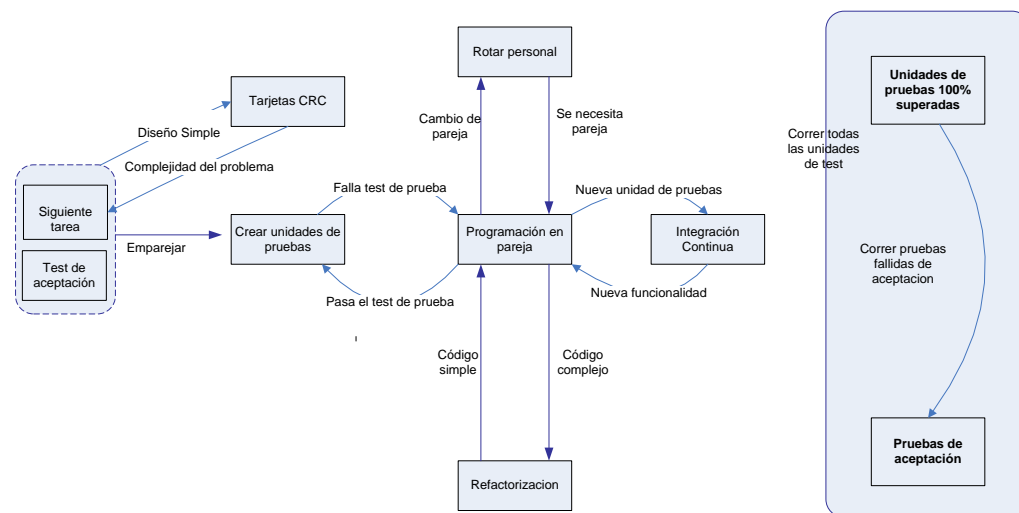 Rotar personal
Unidades de
pruebas 100%
superadas
Tarjetas CRC
Cambio de
pareja
Se necesita
pareja
Diseño Simple
Correr todas
las unidades
de test
Complejidad del problema
Falla test de prueba
Nueva unidad de pruebas
Siguiente
tarea
Emparejar
Crear unidades de
pruebas
Programación en
pareja
Integración
Continua
Correr pruebas
fallidas de
aceptacion
Test de
aceptación
Pasa el test de prueba
Nueva funcionalidad
Código
simple
Código
complejo
Pruebas de
aceptación
Refactorizacion